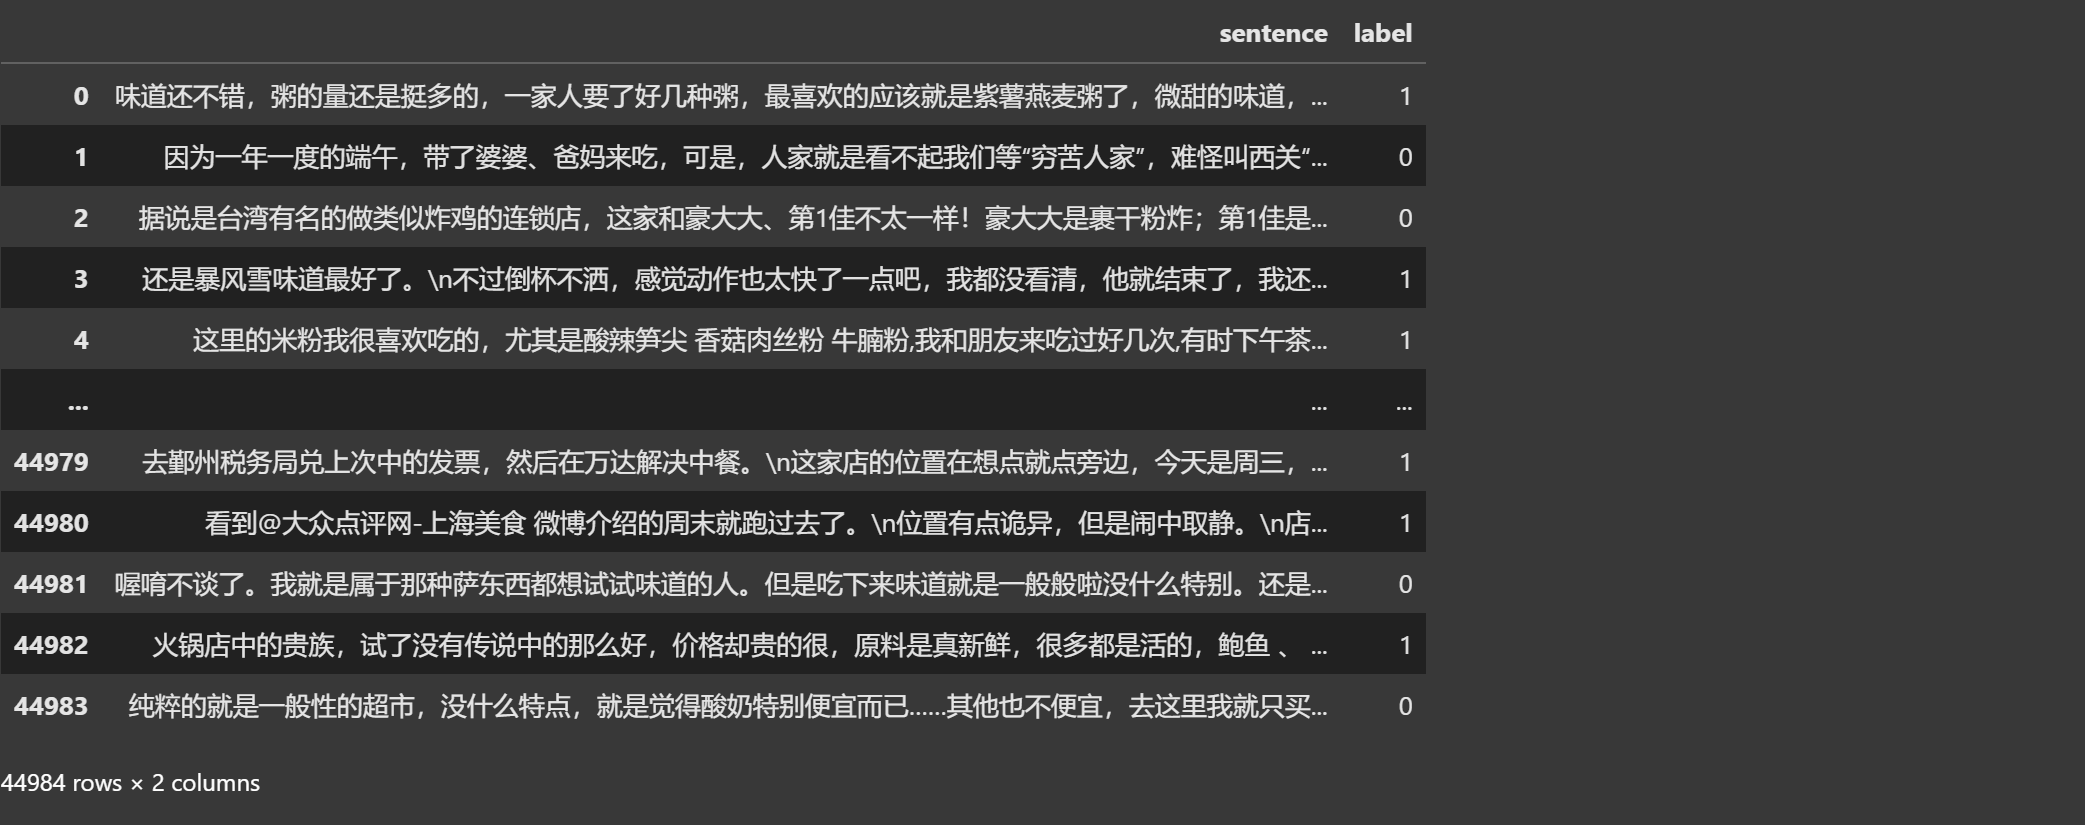 sentence label
0 味道还不错，粥的量还是挺多的，一家人要了好几种粥，最喜欢的应该就是紫薯燕麦粥了，微甜的味道，... 1
1 因为一年一度的端午，带了婆婆、爸妈来吃，可是，人家就是看不起我们等“穷苦人家”，难怪叫西关“... 0
2 据说是台湾有名的做类似炸鸡的连锁店，这家和豪大大、第1佳不太一样！豪大大是裹干粉炸；第1佳是... 0
3 还是暴风雪味道最好了。\n不过倒杯不洒，感觉动作也太快了一点吧，我都没看清，他就结束了，我还... 1
4 这里的米粉我很喜欢吃的，尤其是酸辣笋尖 香菇肉丝粉 牛腩粉,我和朋友来吃过好几次,有时下午茶... 1
... ... ...
44979 去鄞州税务局兑上次中的发票，然后在万达解决中餐。\n这家店的位置在想点就点旁边，今天是周三，... 1
44980 看到@大众点评网-上海美食 微博介绍的周末就跑过去了。\n位置有点诡异，但是闹中取静。\n店... 1
44981 喔唷不谈了。我就是属于那种萨东西都想试试味道的人。但是吃下来味道就是一般般啦没什么特别。还是... 0
44982 火锅店中的贵族，试了没有传说中的那么好，价格却贵的很，原料是真新鲜，很多都是活的，鲍鱼 、 ... 1
44983 纯粹的就是一般性的超市，没什么特点，就是觉得酸奶特别便宜而已……其他也不便宜，去这里我就只买... 0
44984 rows × 2 columns